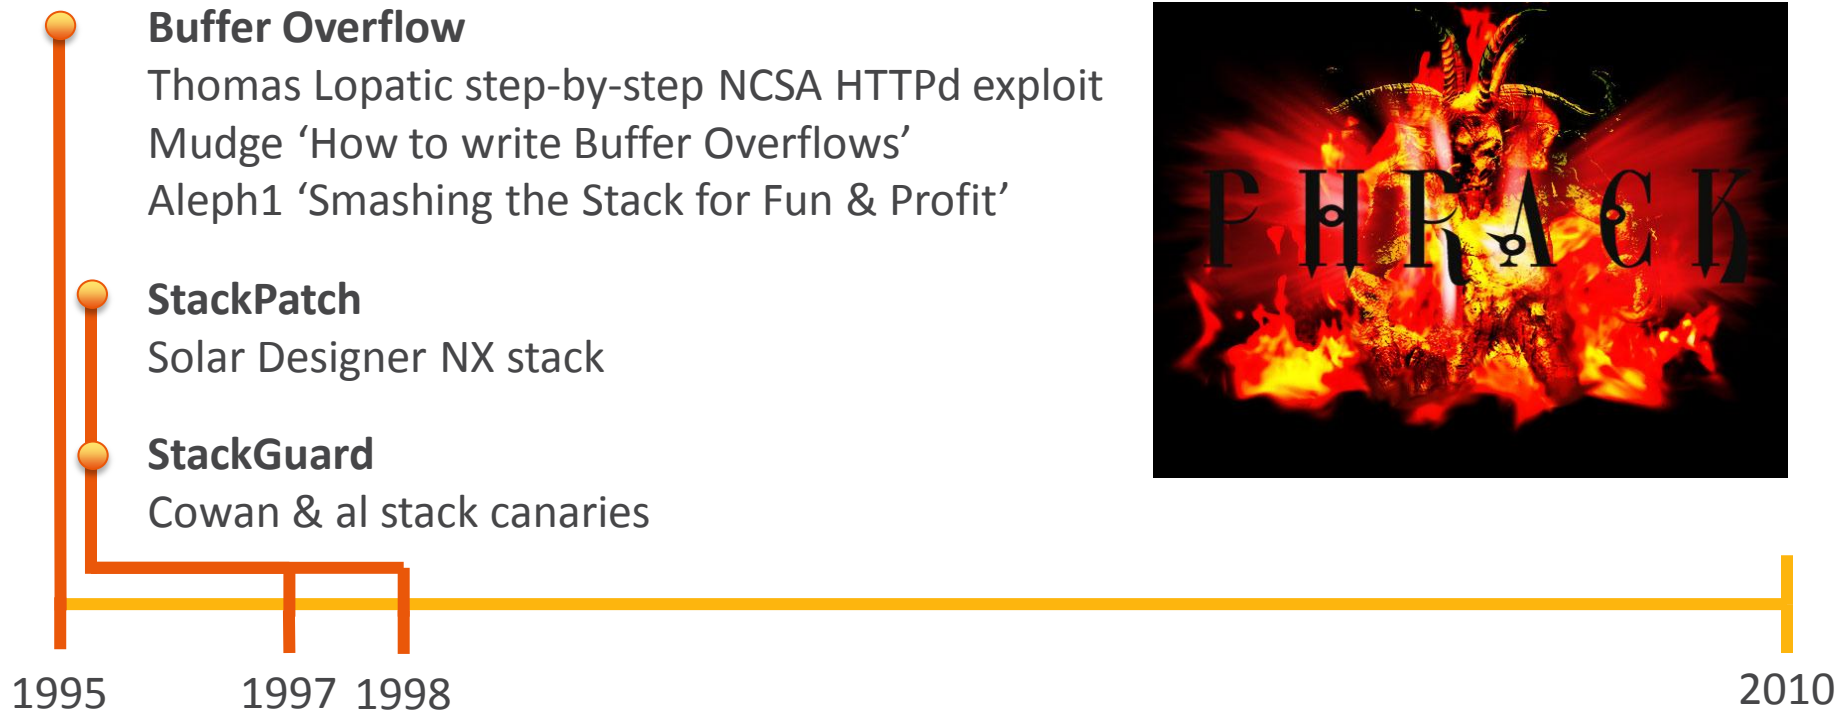 Buffer Overflow
Thomas Lopatic step-by-step NCSA HTTPd exploit
Mudge ‘How to write Buffer Overflows’
Aleph1 ‘Smashing the Stack for Fun & Profit’
PHRACK
StackPatch
Solar Designer NX stack
StackGuard
Cowan & al stack canaries
1995
1997
1998
2010